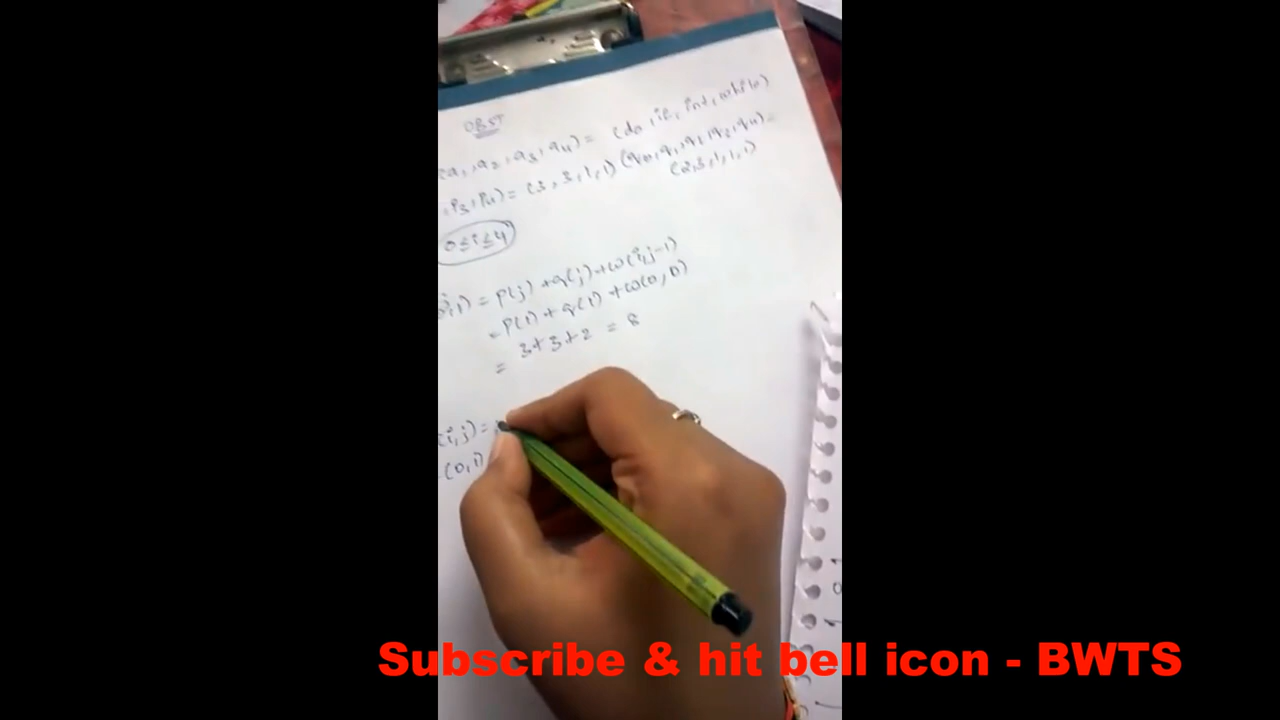 OBST
(a1, a2, a3, a4) = (do, if, int, while)
, P3, P4) = (3, 3, 1, 1) (q0, q1, q2, q3, q4) =
(2, 3, 1, 1, 1)
0 ≤ i ≤ 4
0, 1) = P(j) + q(j) + w(i, j-1)
= P(1) + q(1) + w(0, 0)
= 3 + 3 + 2 = 8
(i, j) =
(0, 1)
Subscribe & hit bell icon - BWTS